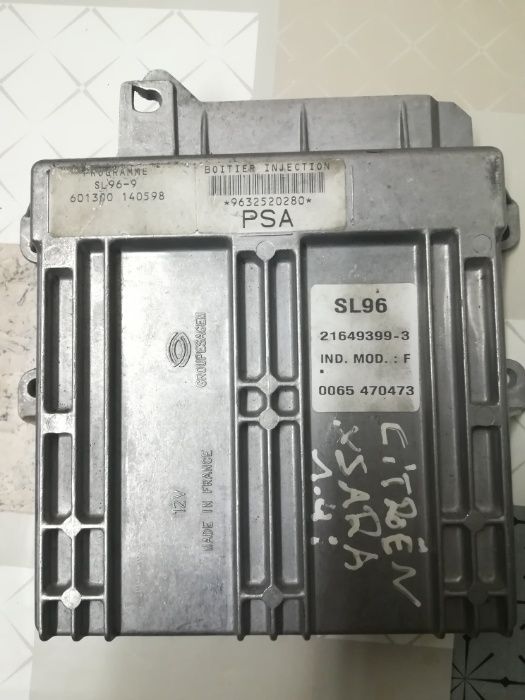 PROGRAMME
SL96-9
601300 140598
BOITIER INJECTION
*9632520280*
PSA
GROUPESAGEM
12V
MADE IN FRANCE
SL96
21649399-3
IND. MOD. : F
0065 470473
CITROËN
XSARA
1.4i